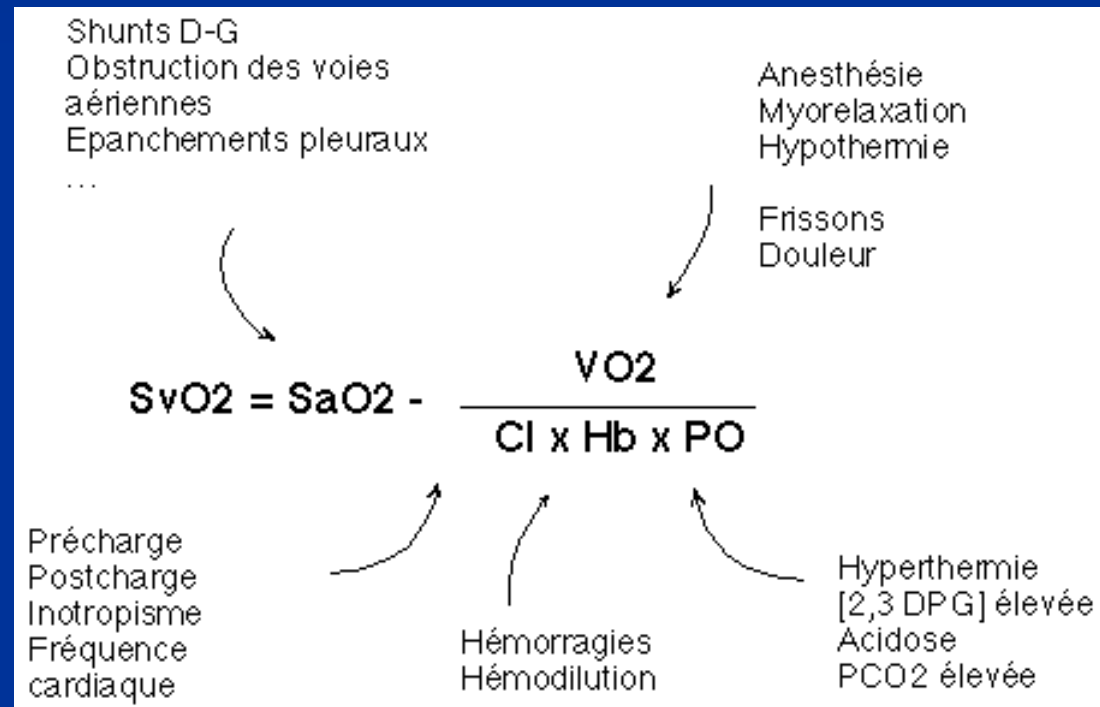 Shunts D-G
Obstruction des voies
aériennes
Epanchements pleuraux
...
Anesthésie
Myorelaxation
Hypothermie
Frissons
Douleur
SvO2 = SaO2 - VO2
CI x Hb x PO
Précharge
Postcharge
Inotropisme
Fréquence
cardiaque
Hémorragies
Hémodilution
Hyperthermie
[2,3 DPG] élevée
Acidose
PCO2 élevée